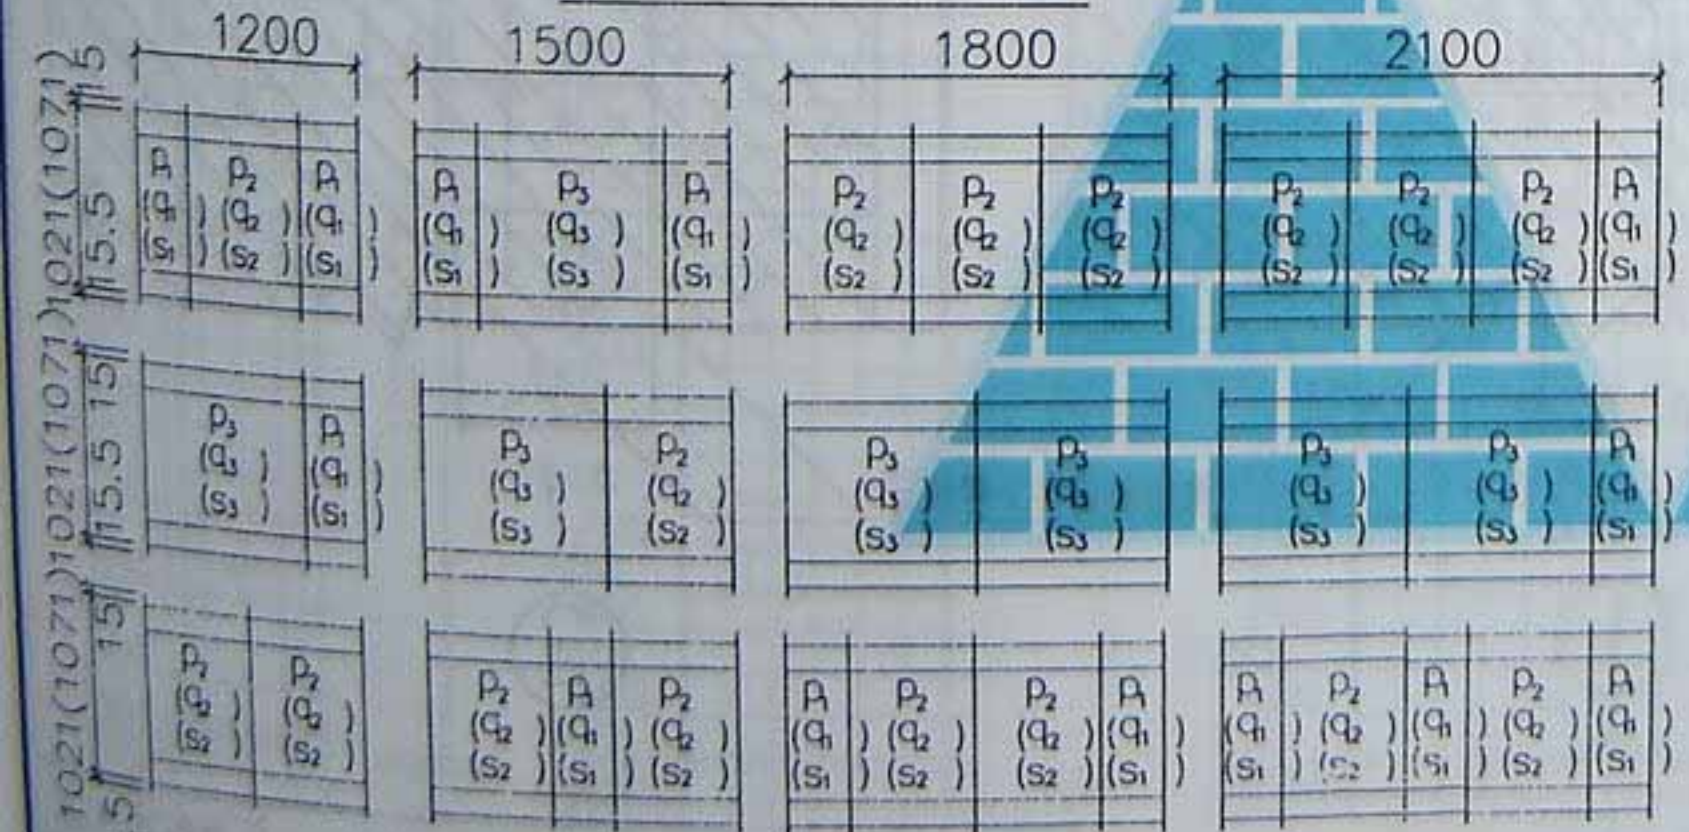 1200 1500 1800 2100
1021(1071) 1021(1071) 1021(1071)
15 15.5 15 15.5 15 5
P₁ P₂ P₁ P₁ P₃ P₁ P₂ P₂ P₂ P₂ P₂ P₂ P₁
(q₁ ) (q₂ ) (q₁ ) (q₁ ) (q₃ ) (q₁ ) (q₂ ) (q₂ ) (q₂ ) (q₂ ) (q₂ ) (q₂ ) (q₁ )
(s₁ ) (s₂ ) (s₁ ) (s₁ ) (s₃ ) (s₁ ) (s₂ ) (s₂ ) (s₂ ) (s₂ ) (s₂ ) (s₂ ) (s₁ )
P₃ P₁ P₃ P₂ P₃ P₃ P₃ P₃ P₁
(q₃ ) (q₁ ) (q₃ ) (q₂ ) (q₃ ) (q₃ ) (q₃ ) (q₃ ) (q₁ )
(s₃ ) (s₁ ) (s₃ ) (s₂ ) (s₃ ) (s₃ ) (s₃ ) (s₃ ) (s₁ )
P₂ P₂ P₂ P₁ P₂ P₁ P₂ P₂ P₁ P₁ P₂ P₁ P₂ P₁
(q₂ ) (q₂ ) (q₂ ) (q₁ ) (q₂ ) (q₁ ) (q₂ ) (q₂ ) (q₁ ) (q₁ ) (q₂ ) (q₁ ) (q₂ ) (q₁ )
(s₂ ) (s₂ ) (s₂ ) (s₁ ) (s₂ ) (s₁ ) (s₂ ) (s₂ ) (s₁ ) (s₁ ) (s₂ ) (s₁ ) (s₂ ) (s₁ )